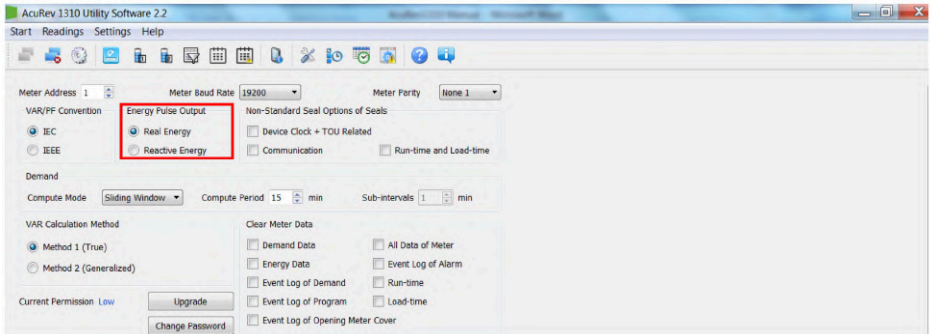 AcuRev 1310 Utility Software 2.2
Start Readings Settings Help
Meter Address 1 Meter Baud Rate 19200 Meter Parity None 1
VAR/PF Convention Energy Pulse Output Non-Standard Seal Options of Seals
IEC Real Energy Device Clock + TOU Related
IEEE Reactive Energy Communication Run-time and Load-time
Demand
Compute Mode Sliding Window Compute Period 15 min Sub-intervals 1 min
VAR Calculation Method Clear Meter Data
Method 1 (True) Demand Data All Data of Meter
Method 2 (Generalized) Energy Data Event Log of Alarm
Event Log of Demand Run-time
Current Permission Low Upgrade Event Log of Program Load-time
Change Password Event Log of Opening Meter Cover